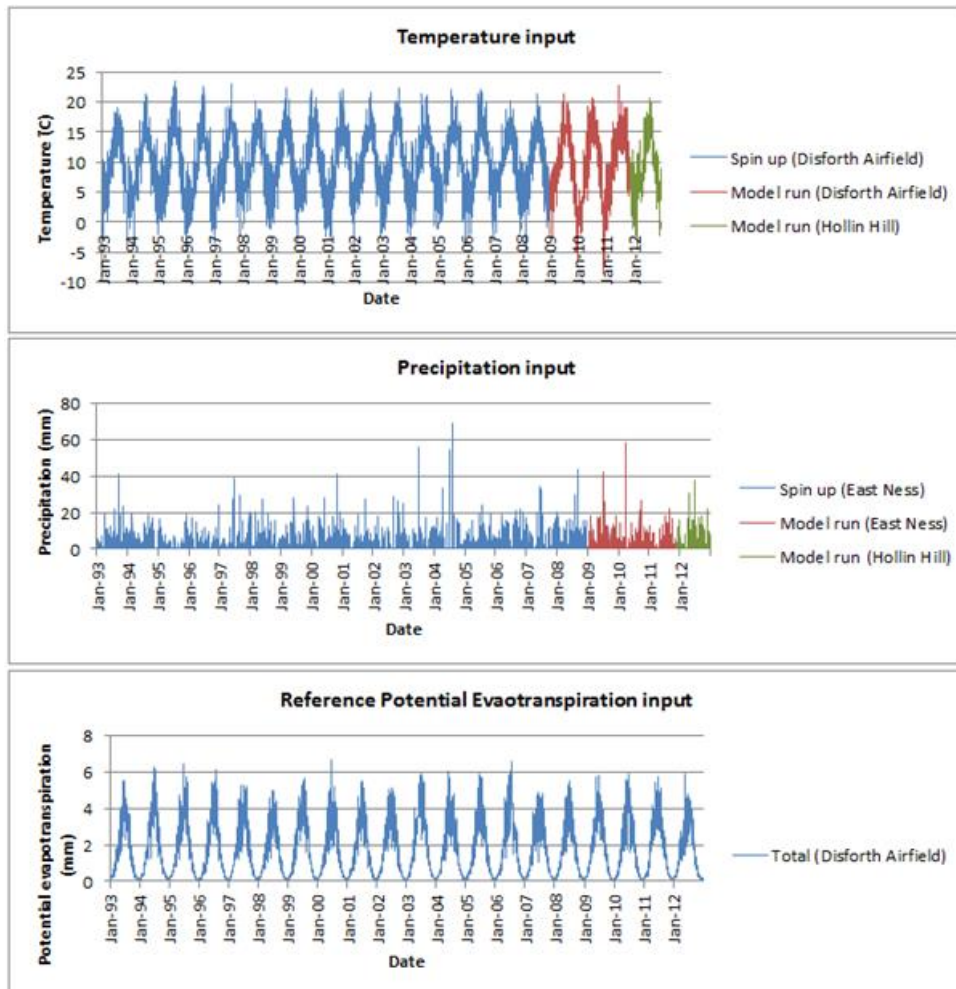 Temperature input
Temperature (C)
25
20
15
10
5
0
-5
-10
Jan-93
Jan-94
Jan-95
Jan-96
Jan-97
Jan-98
Jan-99
Jan-00
Jan-01
Jan-02
Jan-03
Jan-04
Jan-05
Jan-06
Jan-07
Jan-08
Jan-09
Jan-10
Jan-11
Jan-12
Date
Spin up (Disforth Airfield)
Model run (Disforth Airfield)
Model run (Hollin Hill)
Precipitation input
Precipitation (mm)
80
60
40
20
0
Jan-93
Jan-94
Jan-95
Jan-96
Jan-97
Jan-98
Jan-99
Jan-00
Jan-01
Jan-02
Jan-03
Jan-04
Jan-05
Jan-06
Jan-07
Jan-08
Jan-09
Jan-10
Jan-11
Jan-12
Date
Spin up (East Ness)
Model run (East Ness)
Model run (Hollin Hill)
Reference Potential Evaotranspiration input
Potential evapotranspiration
(mm)
8
6
4
2
0
Jan-93
Jan-94
Jan-95
Jan-96
Jan-97
Jan-98
Jan-99
Jan-00
Jan-01
Jan-02
Jan-03
Jan-04
Jan-05
Jan-06
Jan-07
Jan-08
Jan-09
Jan-10
Jan-11
Jan-12
Date
Total (Disforth Airfield)